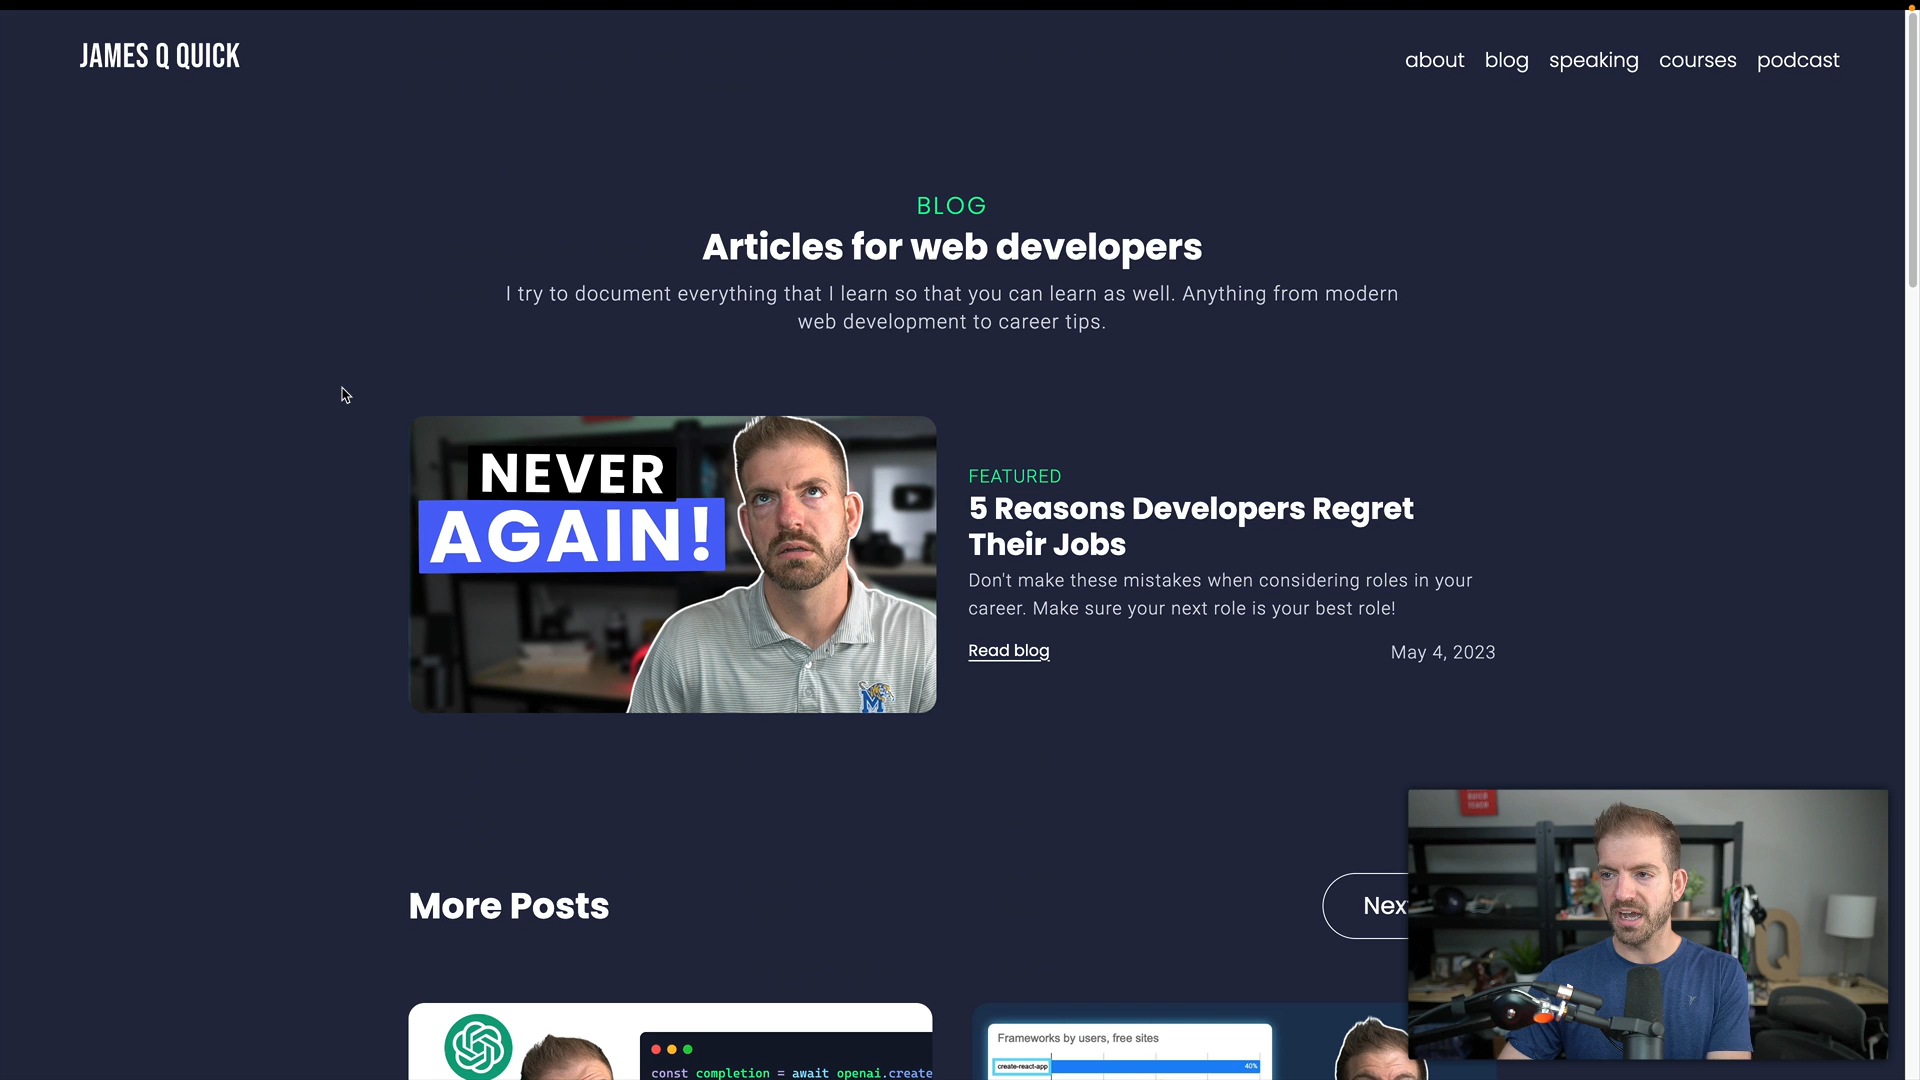 JAMES Q QUICK
about blog speaking courses podcast
BLOG
Articles for web developers
I try to document everything that I learn so that you can learn as well. Anything from modern
web development to career tips.
NEVER
AGAIN!
FEATURED
5 Reasons Developers Regret
Their Jobs
Don't make these mistakes when considering roles in your
career. Make sure your next role is your best role!
Read blog
May 4, 2023
M
More Posts
Nex
const completion = await openai.create
Frameworks by users, free sites
create-react-app
40%
Q